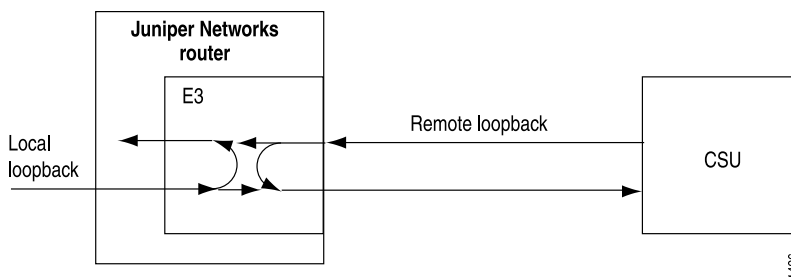 Juniper Networks
router
E3
Local
loopback
Remote loopback
CSU